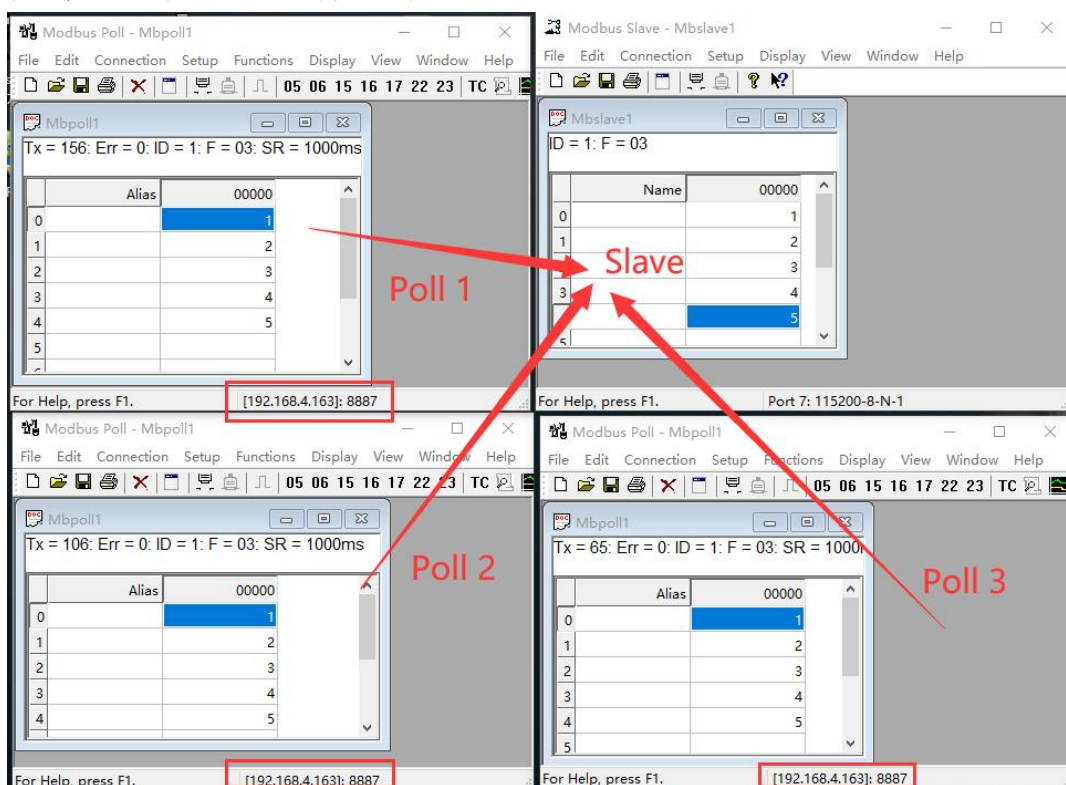 Modbus Poll - Mbpoll1
File Edit Connection Setup Functions Display View Window Help
05 06 15 16 17 22 23 TC
Mbpoll1
Tx = 156: Err = 0: ID = 1: F = 03: SR = 1000ms
Alias 00000
0 1
1 2
2 3
3 4
4 5
5
Poll 1
For Help, press F1. [192.168.4.163]: 8887
Modbus Slave - Mbslave1
File Edit Connection Setup Display View Window Help
Mbslave1
ID = 1: F = 03
Name 00000
0 1
1 2
2 3
3 4
5
5
Slave
For Help, press F1. Port 7: 115200-8-N-1
Modbus Poll - Mbpoll1
File Edit Connection Setup Functions Display View Window Help
05 06 15 16 17 22 23 TC
Mbpoll1
Tx = 106: Err = 0: ID = 1: F = 03: SR = 1000ms
Alias 00000
0 1
1 2
2 3
3 4
4 5
Poll 2
For Help, press F1. [192.168.4.163]: 8887
Modbus Poll - Mbpoll1
File Edit Connection Setup Functions Display View Window Help
05 06 15 16 17 22 23 TC
Mbpoll1
Tx = 65: Err = 0: ID = 1: F = 03: SR = 1000
Alias 00000
0 1
1 2
2 3
3 4
4 5
5
Poll 3
For Help, press F1. [192.168.4.163]: 8887